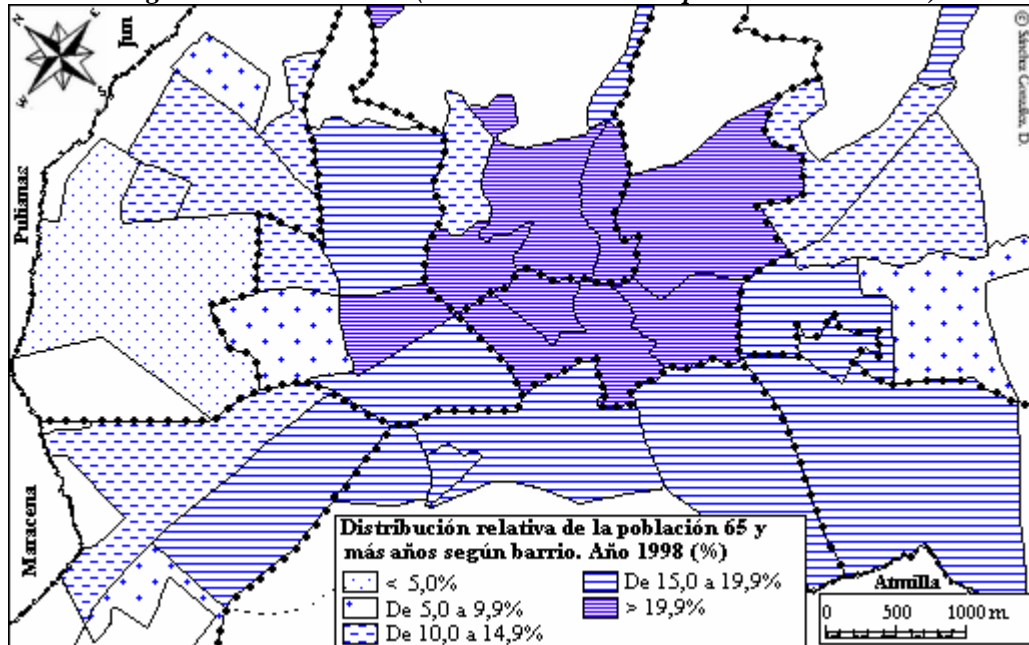 N
E
S
W
Jun
Pulianas
Maracena
© Sánchez González, D.
Distribución relativa de la población 65 y
más años según barrio. Año 1998 (%)
< 5,0%
De 5,0 a 9,9%
De 10,0 a 14,9%
De 15,0 a 19,9%
> 19,9%
Atmilla
0 500 1000 m.